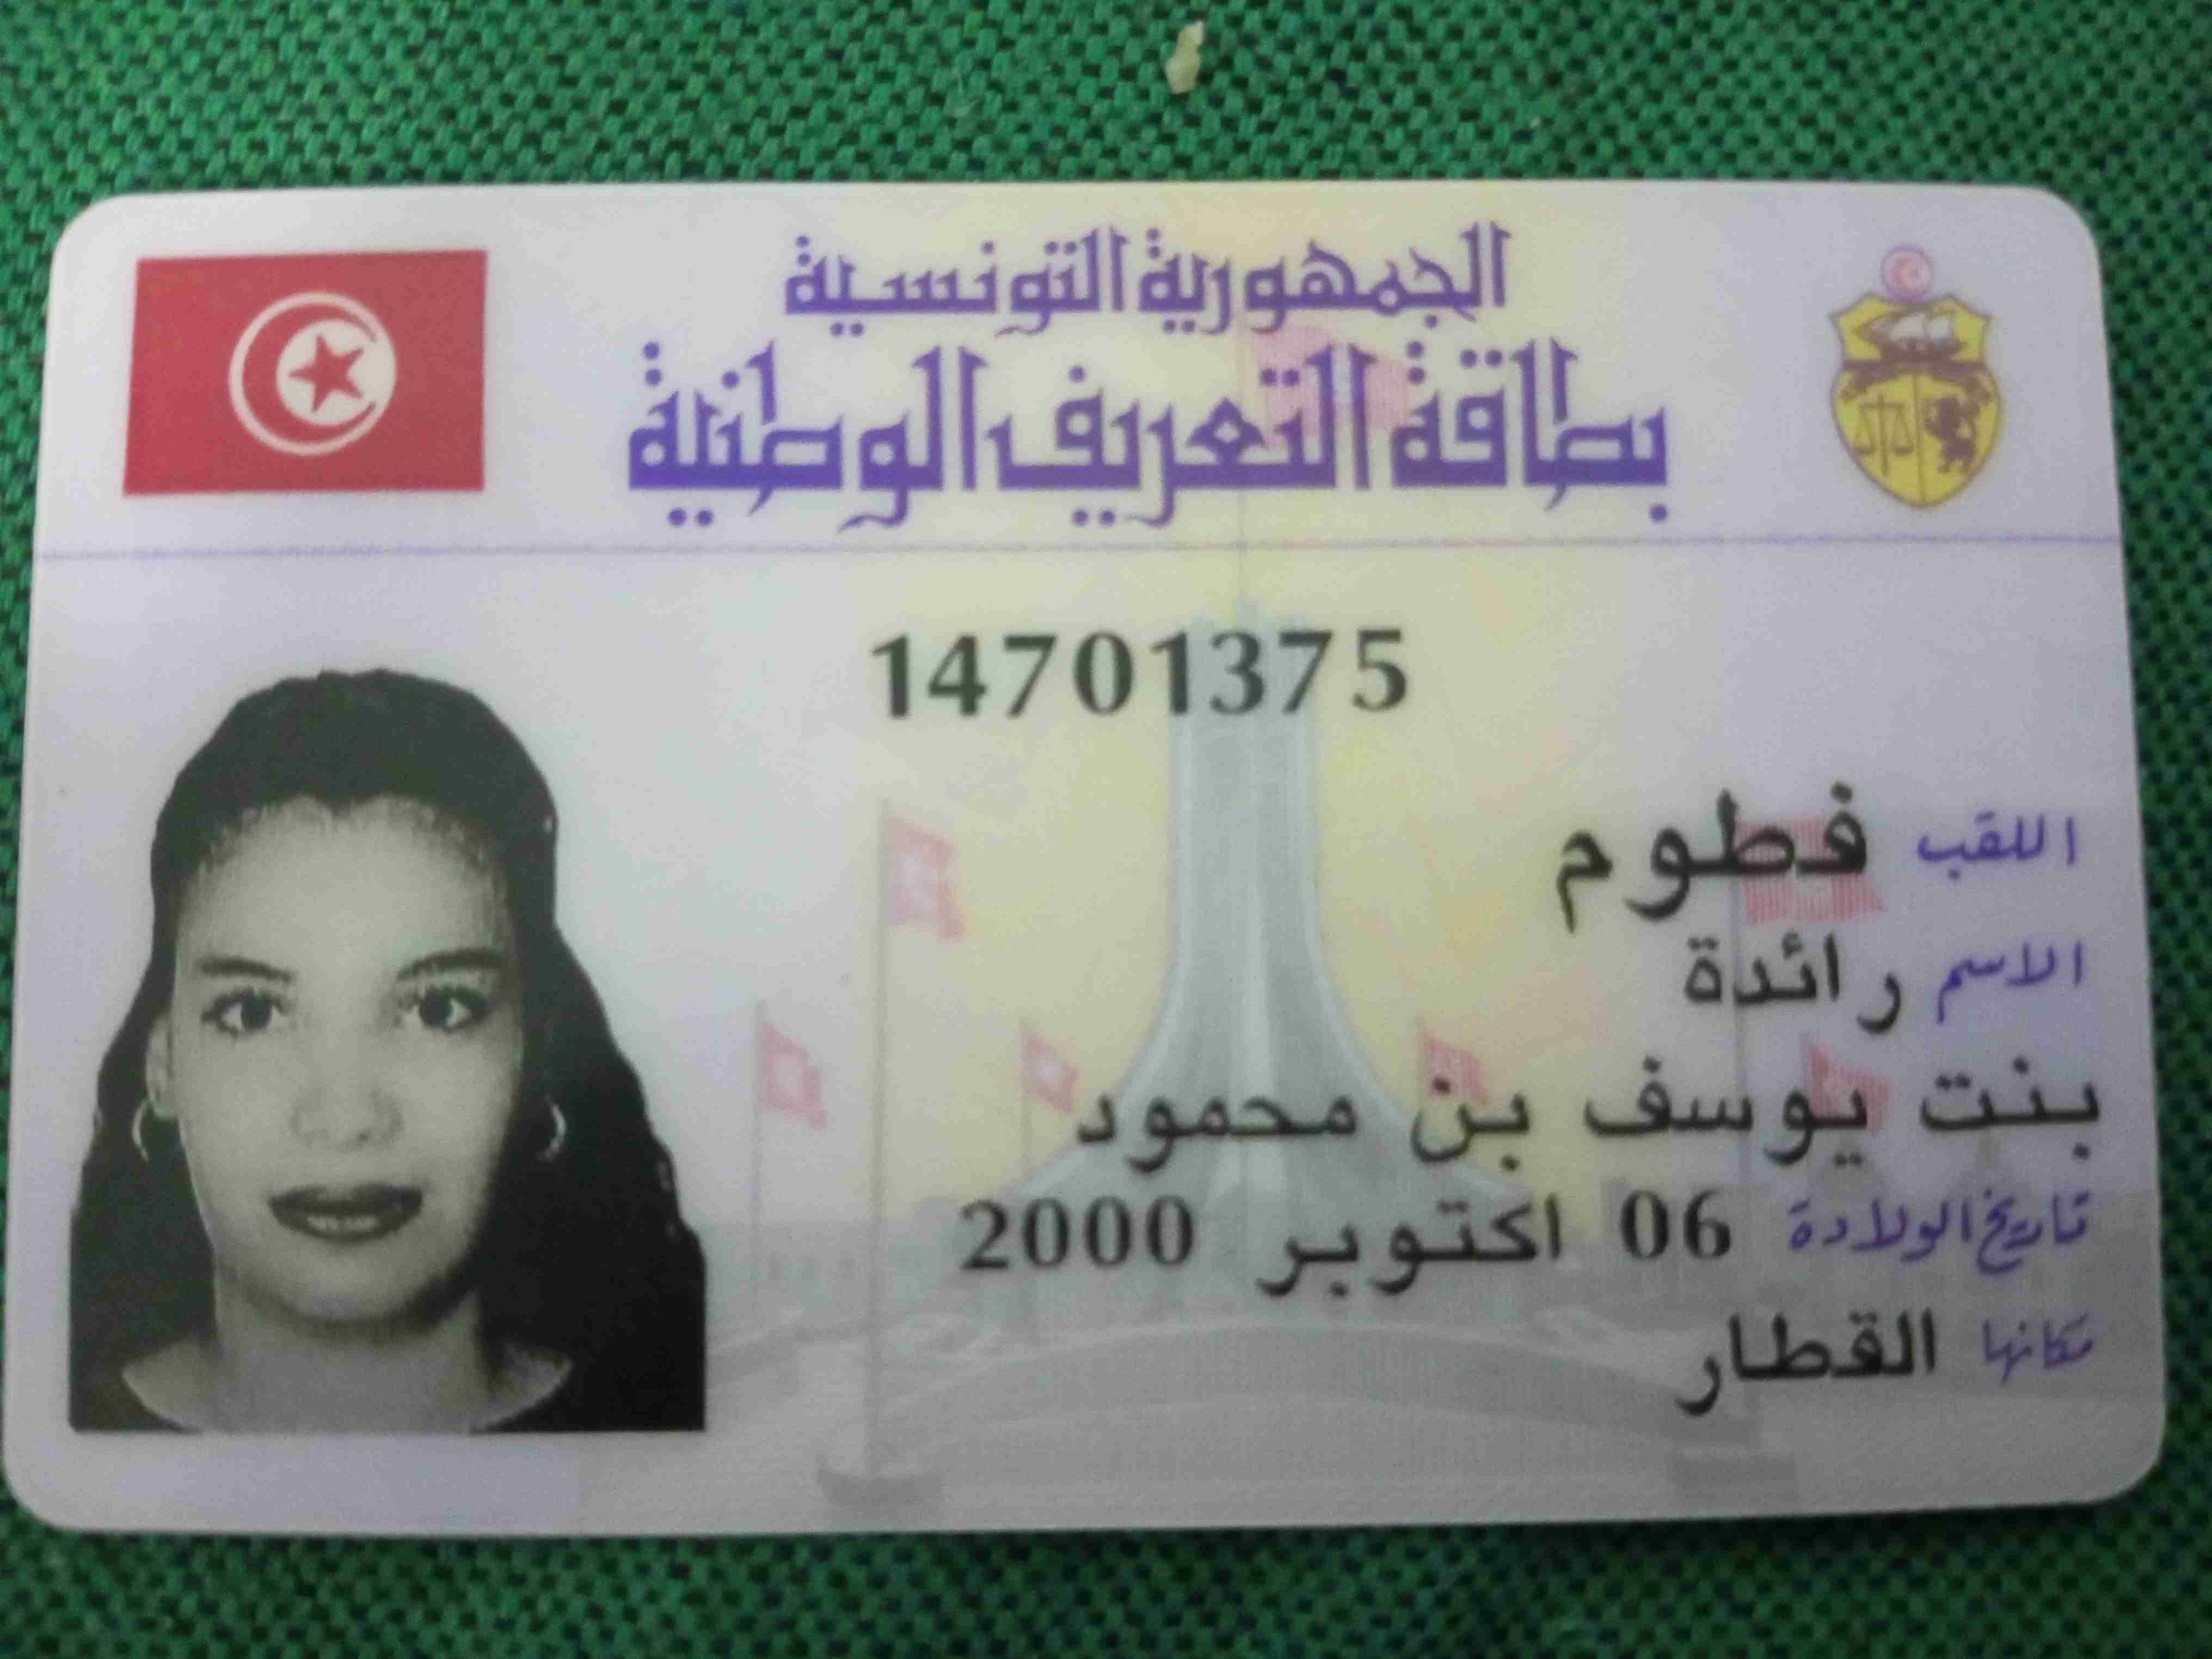 الجمهورية التونسية
بطاقة التعريف الوطنية
14701375
اللقب فطوم
الاسم رائدة
بنت يوسف بن محمود
تاريخ الولادة 06 اكتوبر 2000
مكانها القطار